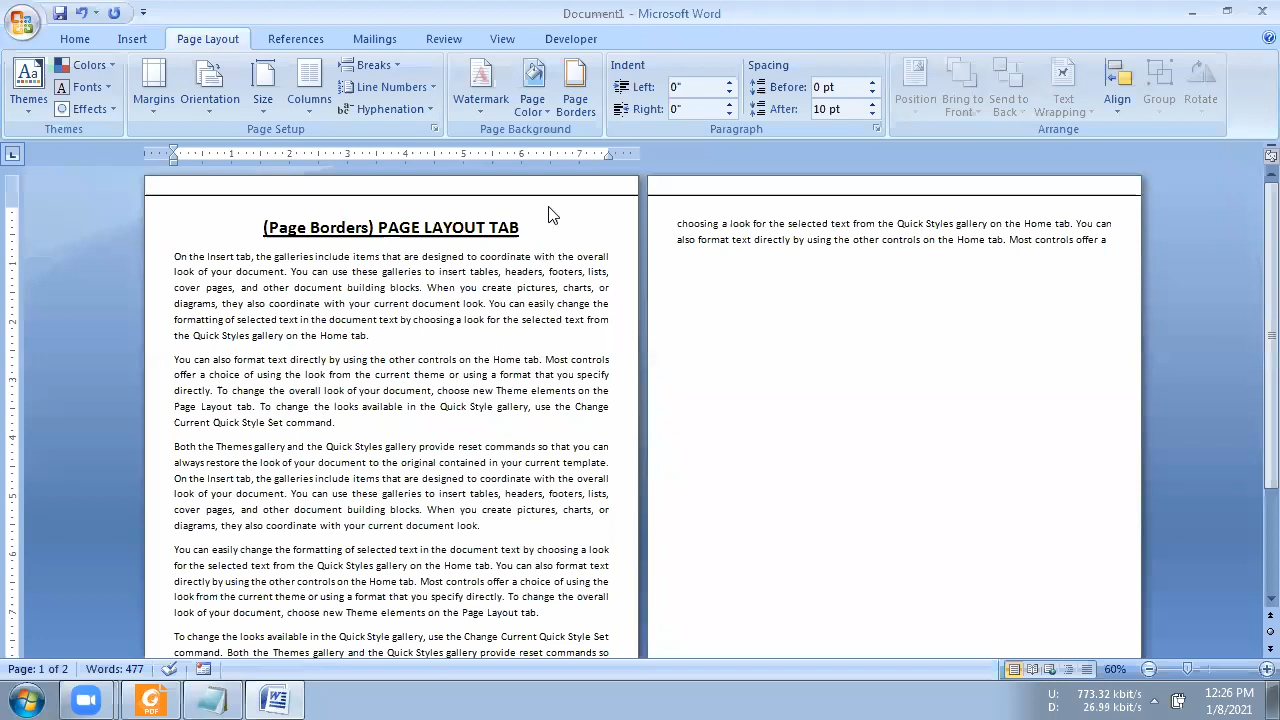 Document1 - Microsoft Word
Home Insert Page Layout References Mailings Review View Developer
Themes
Colors
Fonts
Effects
Themes
Margins
Orientation
Size
Columns
Breaks
Line Numbers
Hyphenation
Page Setup
Watermark
Page Color
Page Borders
Page Background
Indent
Left: 0"
Right: 0"
Spacing
Before: 0 pt
After: 10 pt
Paragraph
Position
Bring to Front
Send to Back
Text Wrapping
Align
Group
Rotate
Arrange
1 2 3 4 5 6 7
1
2
3
4
5
6
7
(Page Borders) PAGE LAYOUT TAB
On the Insert tab, the galleries include items that are designed to coordinate with the overall
look of your document. You can use these galleries to insert tables, headers, footers, lists,
cover pages, and other document building blocks. When you create pictures, charts, or
diagrams, they also coordinate with your current document look. You can easily change the
formatting of selected text in the document text by choosing a look for the selected text from
the Quick Styles gallery on the Home tab.
You can also format text directly by using the other controls on the Home tab. Most controls
offer a choice of using the look from the current theme or using a format that you specify
directly. To change the overall look of your document, choose new Theme elements on the
Page Layout tab. To change the looks available in the Quick Style gallery, use the Change
Current Quick Style Set command.
Both the Themes gallery and the Quick Styles gallery provide reset commands so that you can
always restore the look of your document to the original contained in your current template.
On the Insert tab, the galleries include items that are designed to coordinate with the overall
look of your document. You can use these galleries to insert tables, headers, footers, lists,
cover pages, and other document building blocks. When you create pictures, charts, or
diagrams, they also coordinate with your current document look.
You can easily change the formatting of selected text in the document text by choosing a look
for the selected text from the Quick Styles gallery on the Home tab. You can also format text
directly by using the other controls on the Home tab. Most controls offer a choice of using the
look from the current theme or using a format that you specify directly. To change the overall
look of your document, choose new Theme elements on the Page Layout tab.
To change the looks available in the Quick Style gallery, use the Change Current Quick Style Set
command. Both the Themes gallery and the Quick Styles gallery provide reset commands so
choosing a look for the selected text from the Quick Styles gallery on the Home tab. You can
also format text directly by using the other controls on the Home tab. Most controls offer a
Page: 1 of 2 Words: 477
60%
PDF
U: 773.32 kbit/s
D: 26.99 kbit/s
12:26 PM
1/8/2021